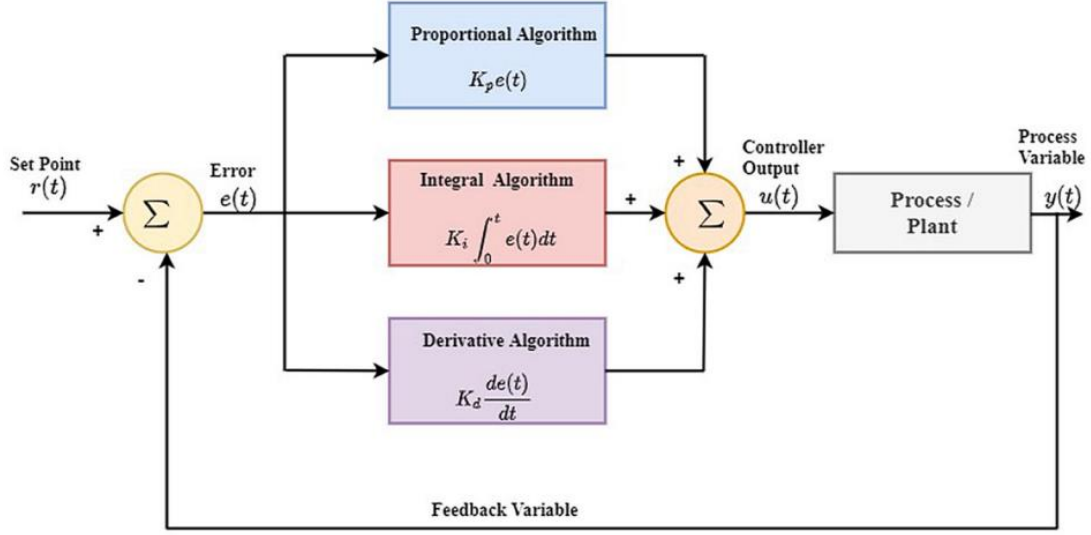 Proportional Algorithm
K_p e(t)
Set Point
r(t)
+
-
Σ
Error
e(t)
Integral Algorithm
K_i ∫_0^t e(t)dt
Derivative Algorithm
K_d de(t)/dt
+
+
+
Σ
Controller
Output
u(t)
Process /
Plant
Process
Variable
y(t)
Feedback Variable